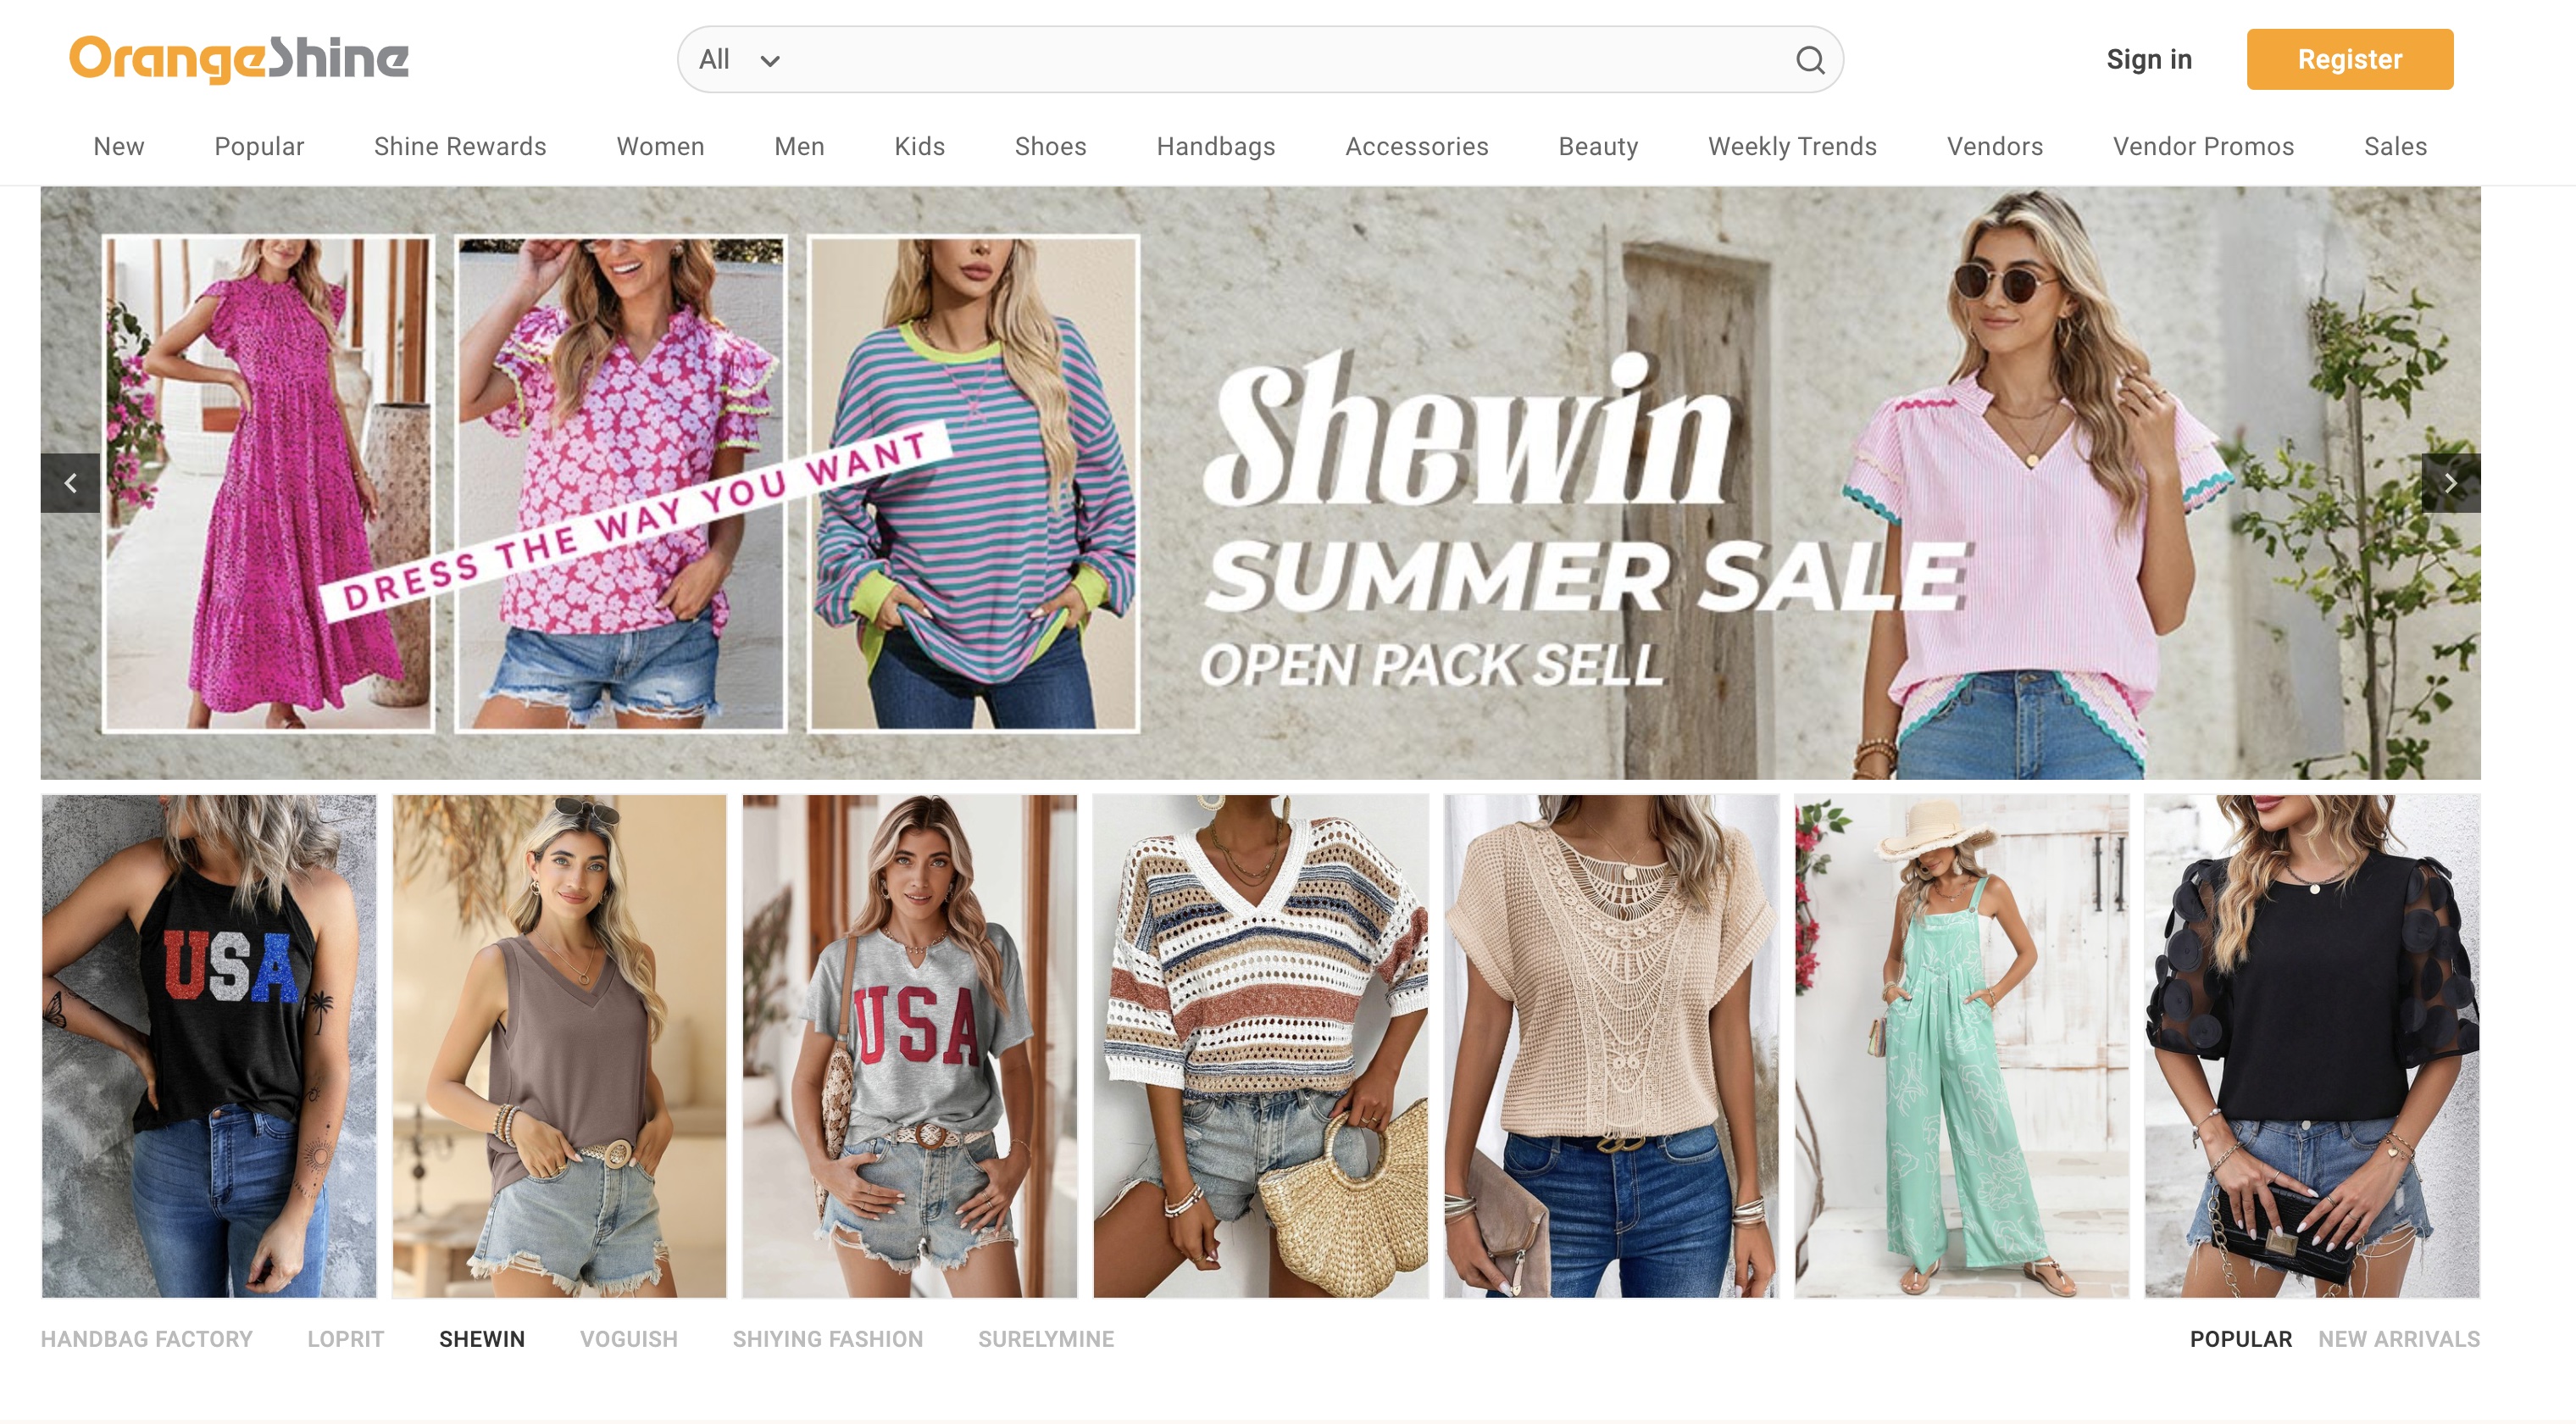 OrangeShine
All
Sign in
Register
New Popular Shine Rewards Women Men Kids Shoes Handbags Accessories Beauty Weekly Trends Vendors Vendor Promos Sales
DRESS THE WAY YOU WANT
Shewin
SUMMER SALE
OPEN PACK SELL
USA
USA
HANDBAG FACTORY LOPRIT SHEWIN VOGUISH SHIYING FASHION SURELYMINE
POPULAR NEW ARRIVALS